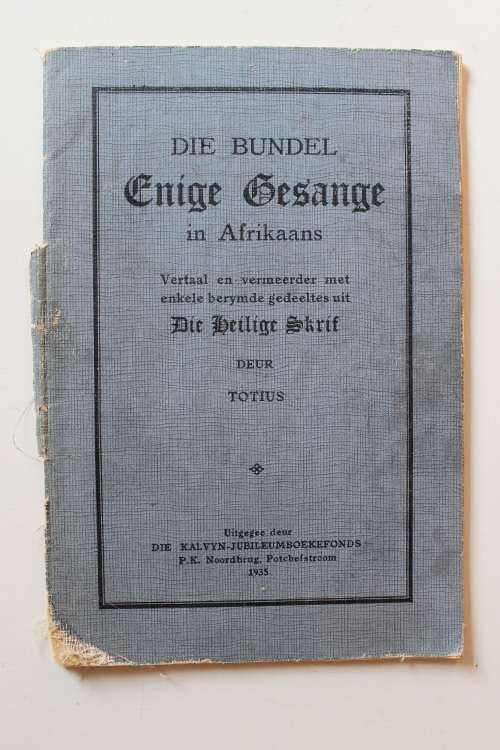 DIE BUNDEL
Enige Gesange
in Afrikaans
Vertaal en vermeerder met
enkele berymde gedeeltes uit
Die Heilige Skrif
DEUR
TOTIUS
Uitgegee deur
DIE KALVYN-JUBILEUMBOEKEFONDS
P.K. Noordbrug, Potchefstroom
1935